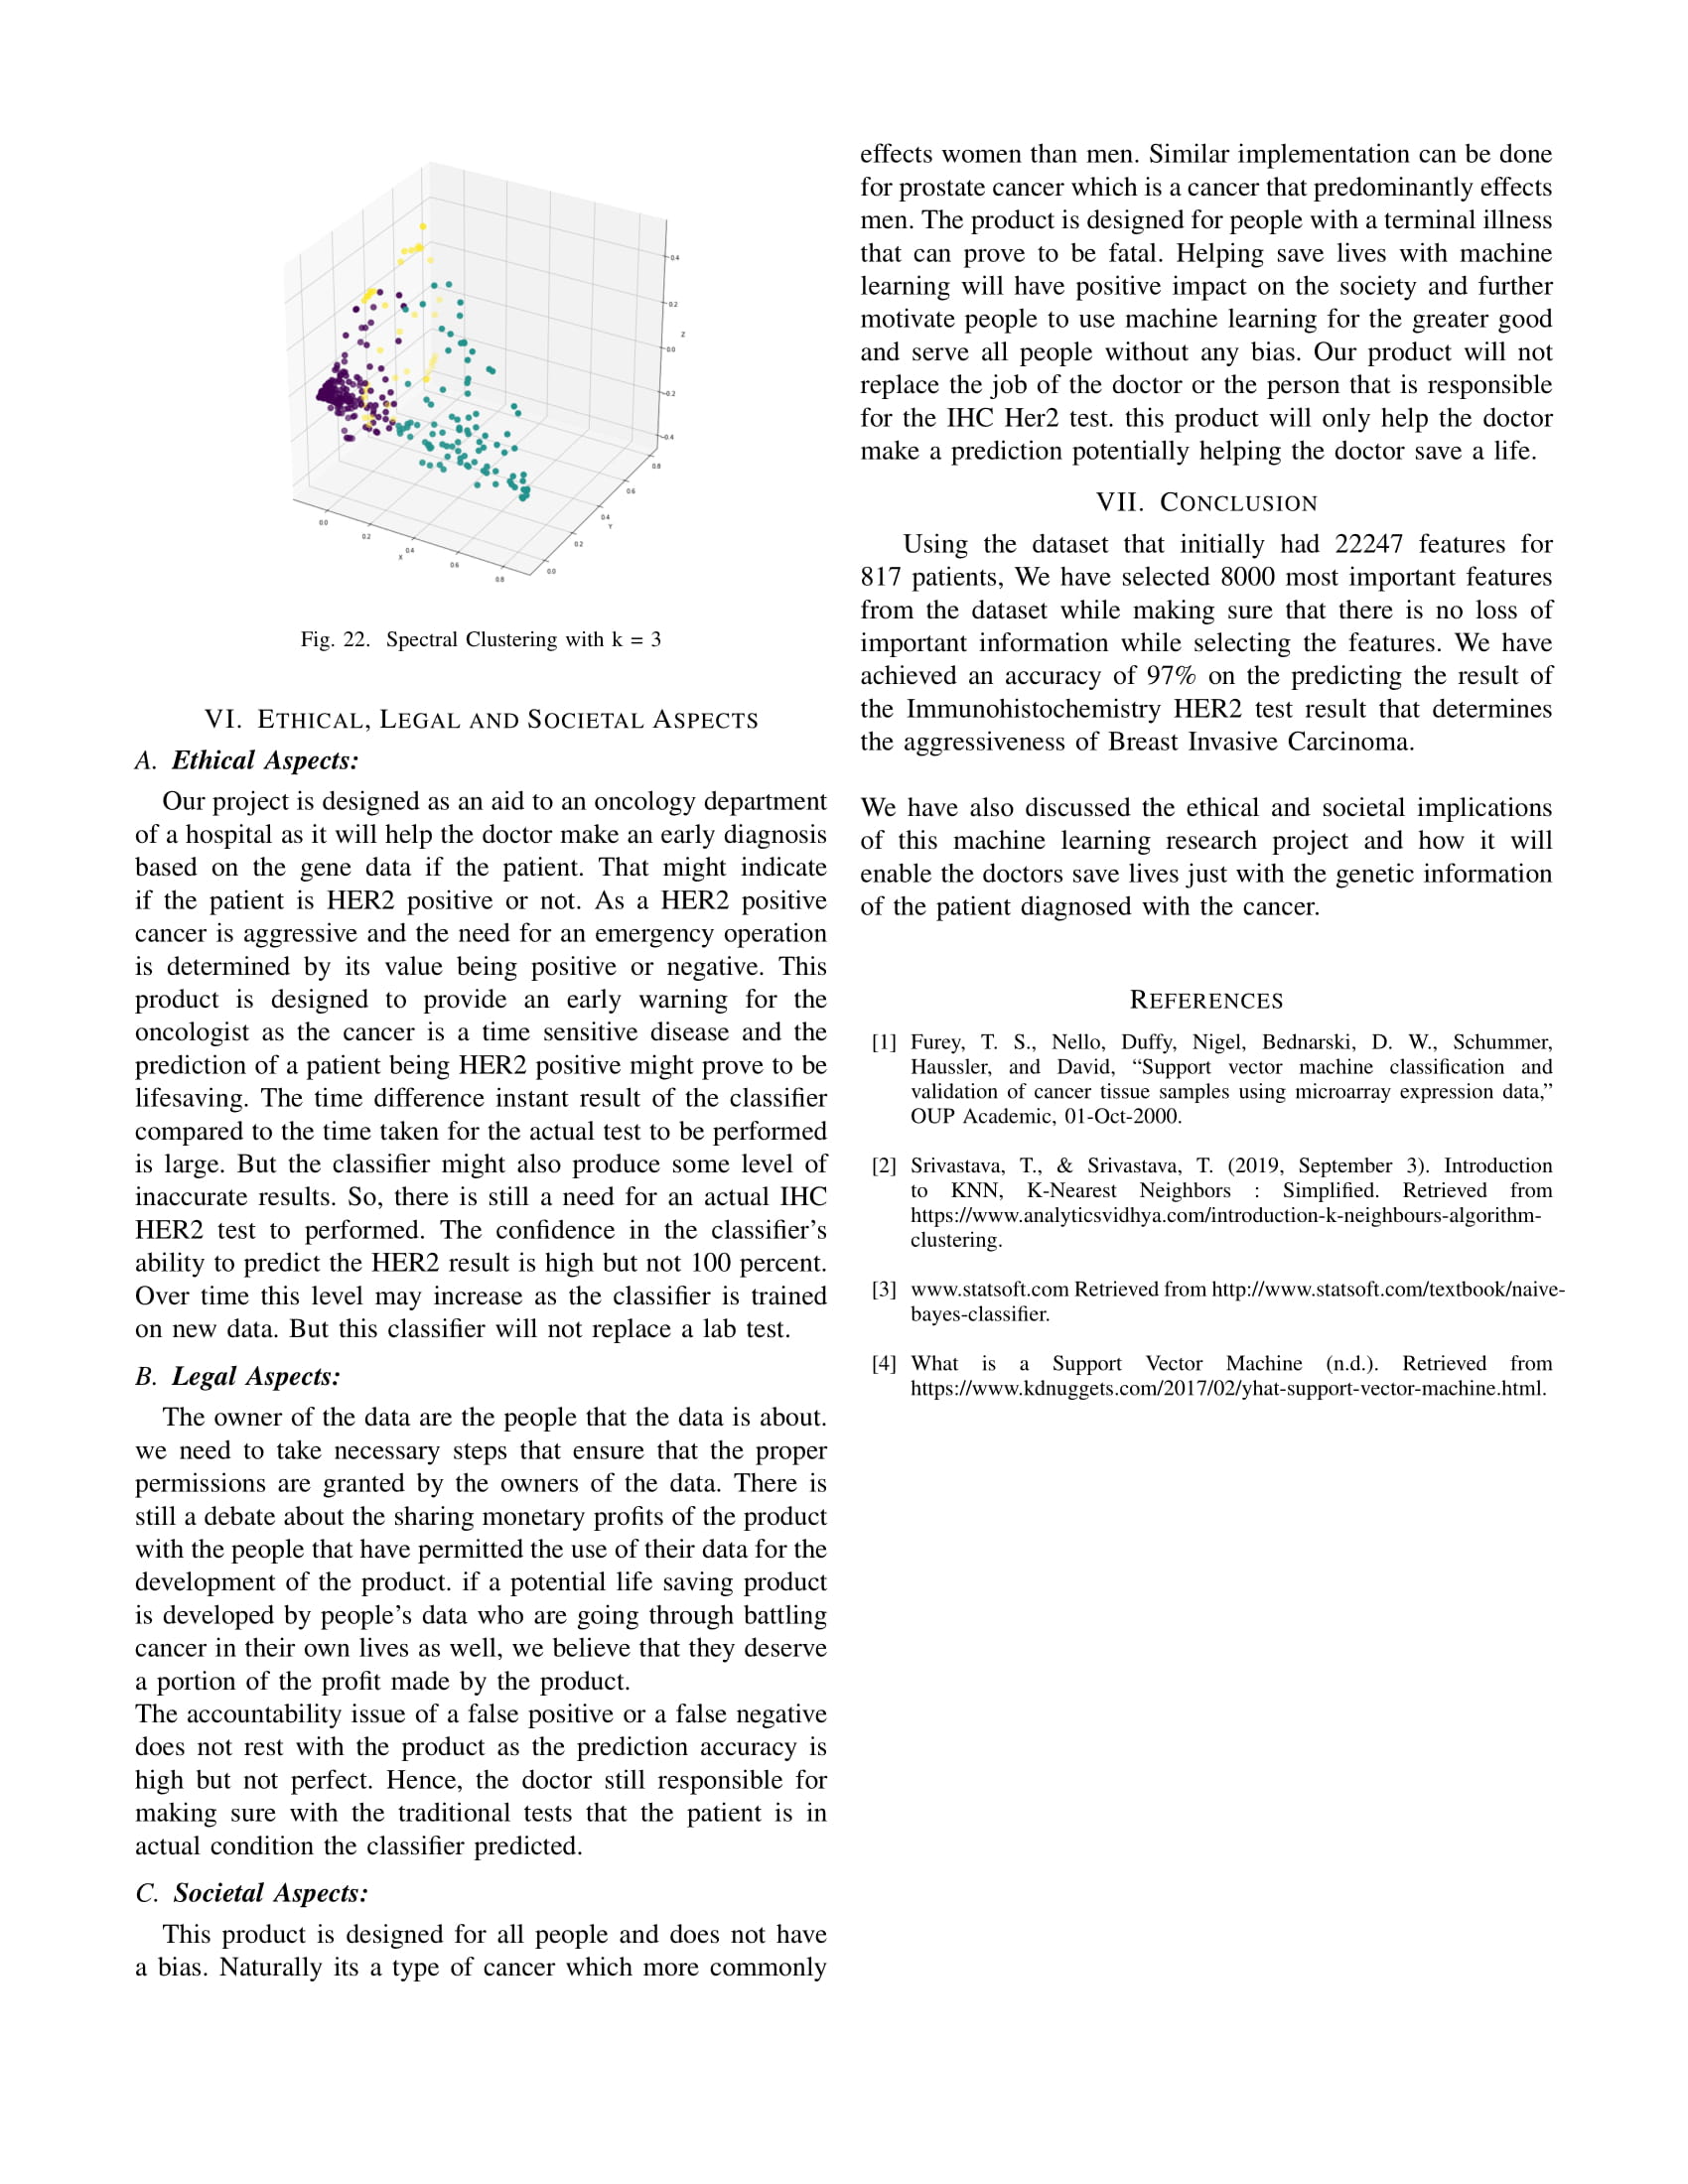 0.4
0.2
Z
0.0
-0.2
-0.4
0.8
0.6
0.4
Y
0.2
0.0
0.0
0.2
0.4
X
0.6
0.8
Fig. 22. Spectral Clustering with k = 3
VI. ETHICAL, LEGAL AND SOCIETAL ASPECTS
A. Ethical Aspects:
Our project is designed as an aid to an oncology department
of a hospital as it will help the doctor make an early diagnosis
based on the gene data if the patient. That might indicate
if the patient is HER2 positive or not. As a HER2 positive
cancer is aggressive and the need for an emergency operation
is determined by its value being positive or negative. This
product is designed to provide an early warning for the
oncologist as the cancer is a time sensitive disease and the
prediction of a patient being HER2 positive might prove to be
lifesaving. The time difference instant result of the classifier
compared to the time taken for the actual test to be performed
is large. But the classifier might also produce some level of
inaccurate results. So, there is still a need for an actual IHC
HER2 test to performed. The confidence in the classifier's
ability to predict the HER2 result is high but not 100 percent.
Over time this level may increase as the classifier is trained
on new data. But this classifier will not replace a lab test.
B. Legal Aspects:
The owner of the data are the people that the data is about.
we need to take necessary steps that ensure that the proper
permissions are granted by the owners of the data. There is
still a debate about the sharing monetary profits of the product
with the people that have permitted the use of their data for the
development of the product. if a potential life saving product
is developed by people's data who are going through battling
cancer in their own lives as well, we believe that they deserve
a portion of the profit made by the product.
The accountability issue of a false positive or a false negative
does not rest with the product as the prediction accuracy is
high but not perfect. Hence, the doctor still responsible for
making sure with the traditional tests that the patient is in
actual condition the classifier predicted.
C. Societal Aspects:
This product is designed for all people and does not have
a bias. Naturally its a type of cancer which more commonly
effects women than men. Similar implementation can be done
for prostate cancer which is a cancer that predominantly effects
men. The product is designed for people with a terminal illness
that can prove to be fatal. Helping save lives with machine
learning will have positive impact on the society and further
motivate people to use machine learning for the greater good
and serve all people without any bias. Our product will not
replace the job of the doctor or the person that is responsible
for the IHC Her2 test. this product will only help the doctor
make a prediction potentially helping the doctor save a life.
VII. CONCLUSION
Using the dataset that initially had 22247 features for
817 patients, We have selected 8000 most important features
from the dataset while making sure that there is no loss of
important information while selecting the features. We have
achieved an accuracy of 97% on the predicting the result of
the Immunohistochemistry HER2 test result that determines
the aggressiveness of Breast Invasive Carcinoma.
We have also discussed the ethical and societal implications
of this machine learning research project and how it will
enable the doctors save lives just with the genetic information
of the patient diagnosed with the cancer.
REFERENCES
[1] Furey, T. S., Nello, Duffy, Nigel, Bednarski, D. W., Schummer,
Haussler, and David, “Support vector machine classification and
validation of cancer tissue samples using microarray expression data,”
OUP Academic, 01-Oct-2000.
[2] Srivastava, T., & Srivastava, T. (2019, September 3). Introduction
to KNN, K-Nearest Neighbors : Simplified. Retrieved from
https://www.analyticsvidhya.com/introduction-k-neighbours-algorithm-
clustering.
[3] www.statsoft.com Retrieved from http://www.statsoft.com/textbook/naive-
bayes-classifier.
[4] What is a Support Vector Machine (n.d.). Retrieved from
https://www.kdnuggets.com/2017/02/yhat-support-vector-machine.html.